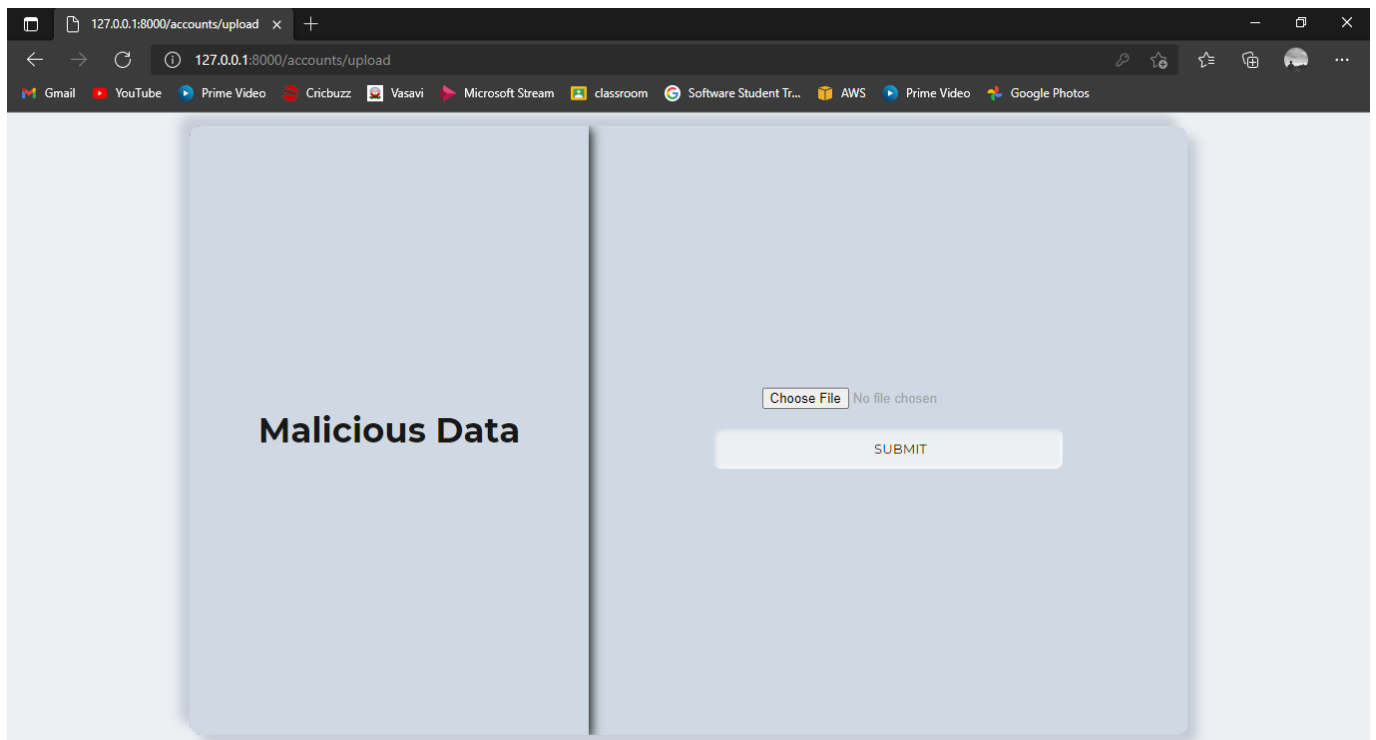 127.0.0.1:8000/accounts/upload
127.0.0.1:8000/accounts/upload
Gmail YouTube Prime Video Cricbuzz Vasavi Microsoft Stream classroom Software Student Tr... AWS Prime Video Google Photos
Choose File No file chosen
Malicious Data
SUBMIT